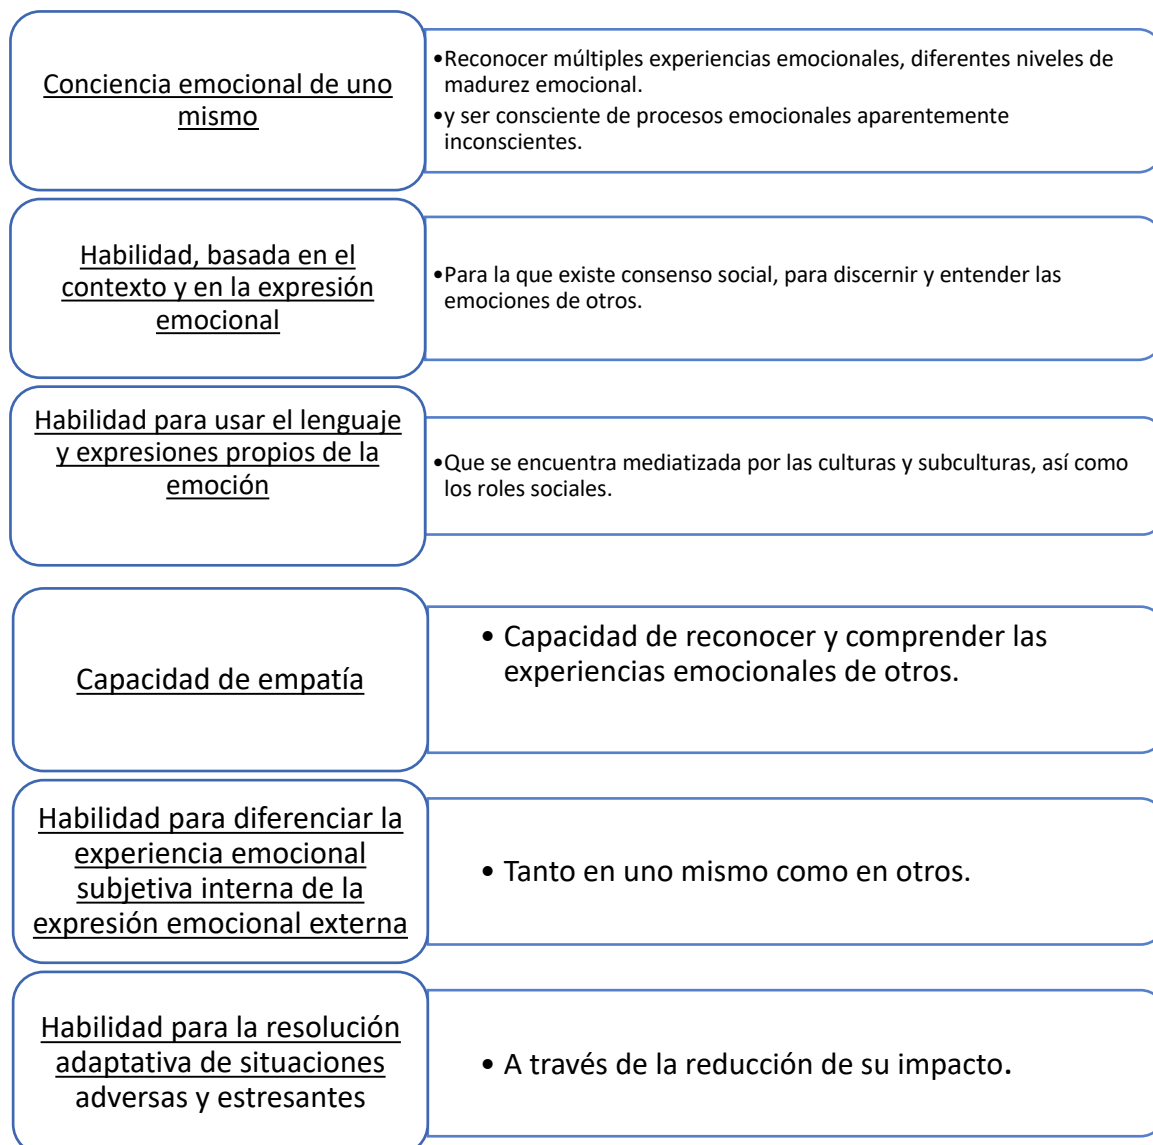 Conciencia emocional de uno
mismo
•Reconocer múltiples experiencias emocionales, diferentes niveles de
madurez emocional.
•y ser consciente de procesos emocionales aparentemente
inconscientes.
Habilidad, basada en el
contexto y en la expresión
emocional
•Para la que existe consenso social, para discernir y entender las
emociones de otros.
Habilidad para usar el lenguaje
y expresiones propios de la
emoción
•Que se encuentra mediatizada por las culturas y subculturas, así como
los roles sociales.
Capacidad de empatía
• Capacidad de reconocer y comprender las
experiencias emocionales de otros.
Habilidad para diferenciar la
experiencia emocional
subjetiva interna de la
expresión emocional externa
• Tanto en uno mismo como en otros.
Habilidad para la resolución
adaptativa de situaciones
adversas y estresantes
• A través de la reducción de su impacto.